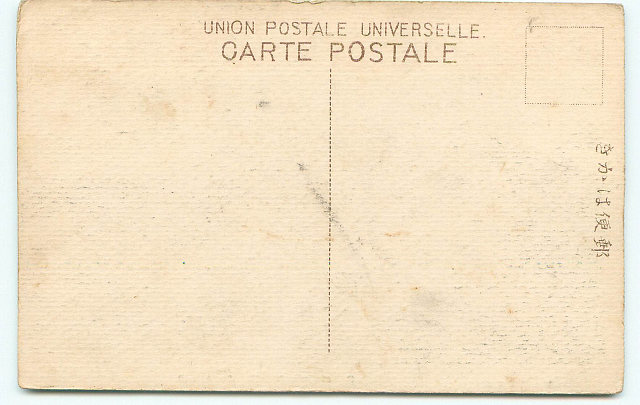 UNION POSTALE UNIVERSELLE.
CARTE POSTALE
郵便はかき